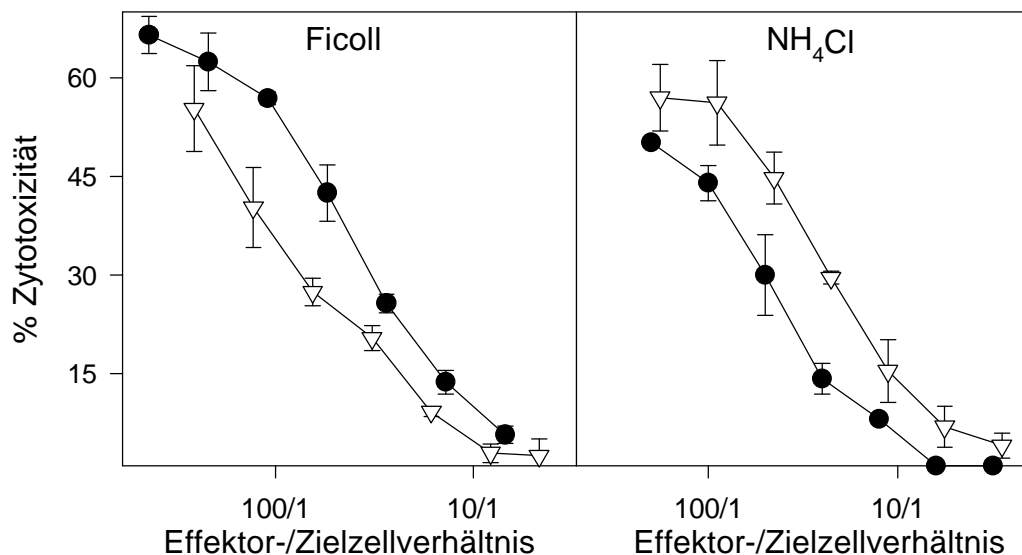 Ficoll
NH₄Cl
% Zytotoxizität
60
45
30
15
100/1
10/1
100/1
10/1
Effektor-/Zielzellverhältnis
Effektor-/Zielzellverhältnis